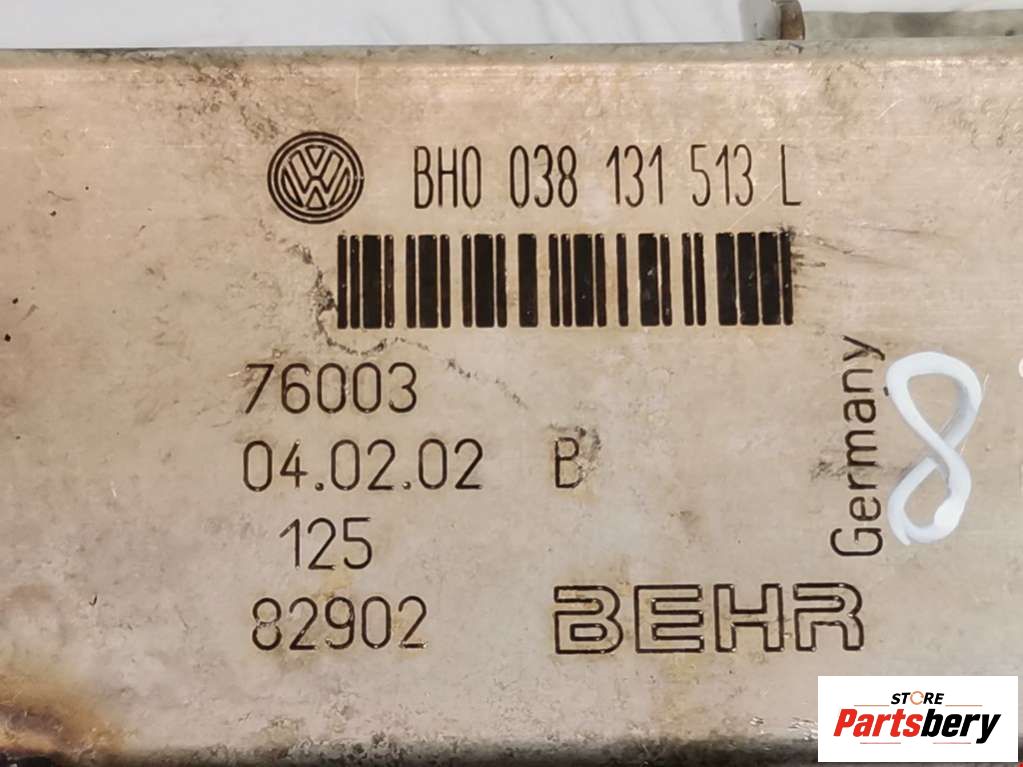 BH0 038 131 513 L
76003
04.02.02 B
125
82902
Germany
8
BEHR
STORE
Partsbery